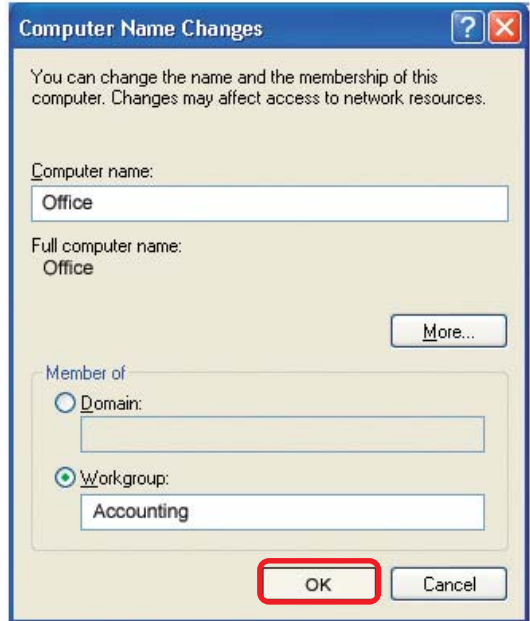 Computer Name Changes
You can change the name and the membership of this
computer. Changes may affect access to network resources.
Computer name:
Office
Full computer name:
Office
More...
Member of
Domain:
Workgroup:
Accounting
OK
Cancel